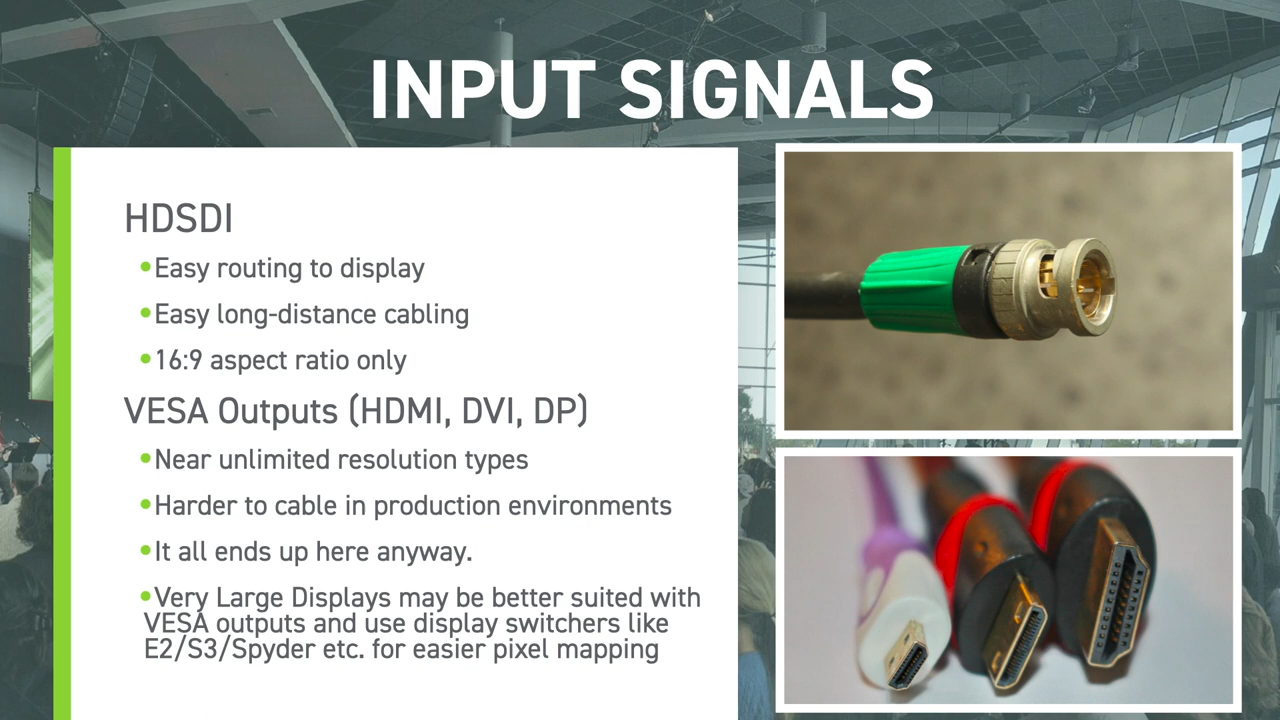 INPUT SIGNALS
HDSDI
•Easy routing to display
•Easy long-distance cabling
•16:9 aspect ratio only
VESA Outputs (HDMI, DVI, DP)
•Near unlimited resolution types
•Harder to cable in production environments
•It all ends up here anyway.
•Very Large Displays may be better suited with
VESA outputs and use display switchers like
E2/S3/Spyder etc. for easier pixel mapping